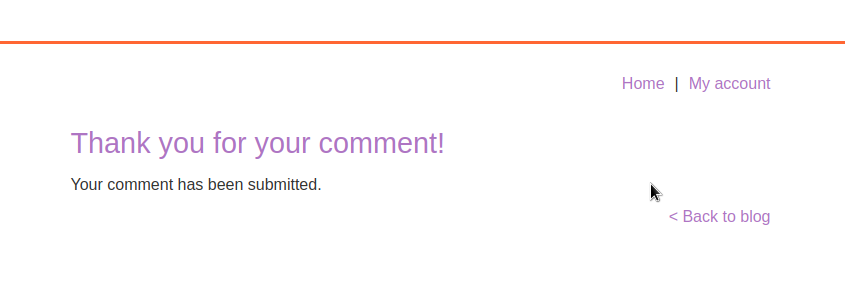 Home | My account
Thank you for your comment!
Your comment has been submitted.
< Back to blog